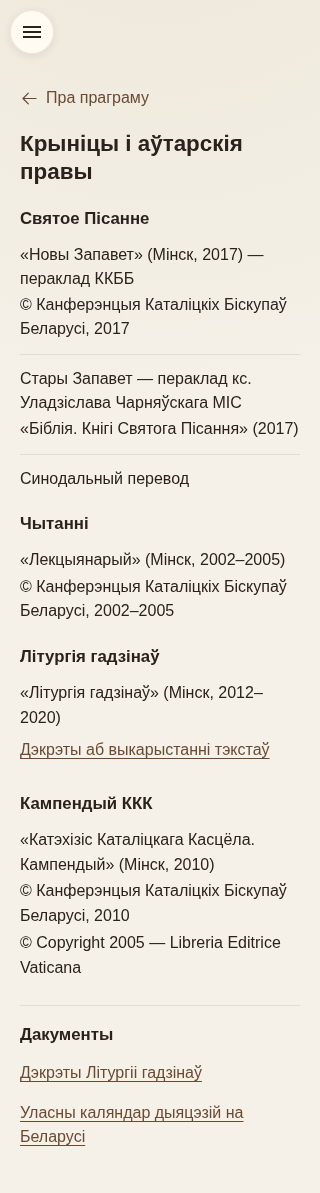 Пра праграму
Крыніцы і аўтарскія
правы
Святое Пісанне
«Новы Запавет» (Мінск, 2017) —
пераклад ККББ
© Канферэнцыя Каталіцкіх Біскупаў
Беларусі, 2017
Стары Запавет — пераклад кс.
Уладзіслава Чарняўскага MIC
«Біблія. Кнігі Святога Пісання» (2017)
Синодальный перевод
Чытанні
«Лекцыянарый» (Мінск, 2002–2005)
© Канферэнцыя Каталіцкіх Біскупаў
Беларусі, 2002–2005
Літургія гадзінаў
«Літургія гадзінаў» (Мінск, 2012–
2020)
Дэкрэты аб выкарыстанні тэкстаў
Кампендый ККК
«Катэхізіс Каталіцкага Касцёла.
Кампендый» (Мінск, 2010)
© Канферэнцыя Каталіцкіх Біскупаў
Беларусі, 2010
© Copyright 2005 — Libreria Editrice
Vaticana
Дакументы
Дэкрэты Літургіі гадзінаў
Уласны каляндар дыяцэзій на
Беларусі